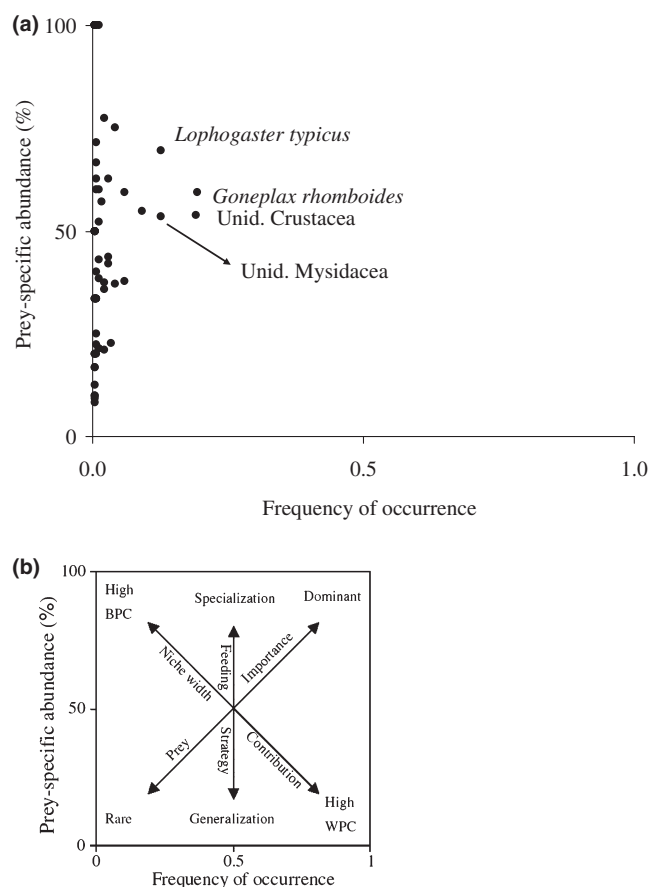 (a)
100
50
0
Prey-specific abundance (%)
Lophogaster typicus
Goneplax rhomboides
Unid. Crustacea
Unid. Mysidacea
0.0
0.5
1.0
Frequency of occurrence
(b)
100
50
0
Prey-specific abundance (%)
High
BPC
Specialization
Dominant
Niche width
Feeding
Importance
Prey
Strategy
Contribution
Rare
Generalization
High
WPC
0
0.5
1
Frequency of occurrence